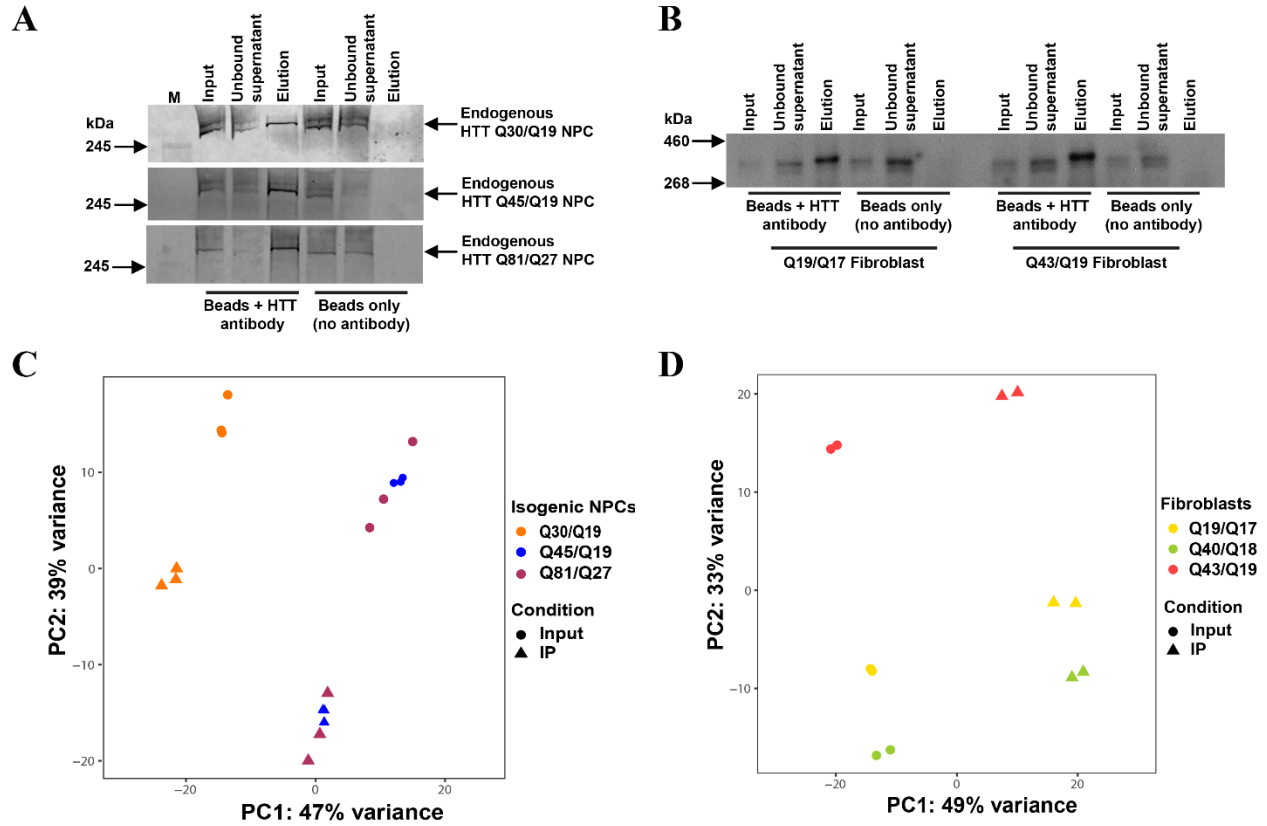 A
M
Input
Unbound
supernatant
Elution
Input
Unbound
supernatant
Elution
kDa
245
245
245
Endogenous
HTT Q30/Q19 NPC
Endogenous
HTT Q45/Q19 NPC
Endogenous
HTT Q81/Q27 NPC
Beads + HTT
antibody
Beads only
(no antibody)
B
Input
Unbound
supernatant
Elution
Input
Unbound
supernatant
Elution
Input
Unbound
supernatant
Elution
Input
Unbound
supernatant
Elution
kDa
460
268
Beads + HTT
antibody
Beads only
(no antibody)
Beads + HTT
antibody
Beads only
(no antibody)
Q19/Q17 Fibroblast
Q43/Q19 Fibroblast
C
PC2: 39% variance
10
0
−10
−20
−20
0
20
PC1: 47% variance
Isogenic NPCs
Q30/Q19
Q45/Q19
Q81/Q27
Condition
Input
IP
D
PC2: 33% variance
20
10
0
−10
−20
0
20
PC1: 49% variance
Fibroblasts
Q19/Q17
Q40/Q18
Q43/Q19
Condition
Input
IP